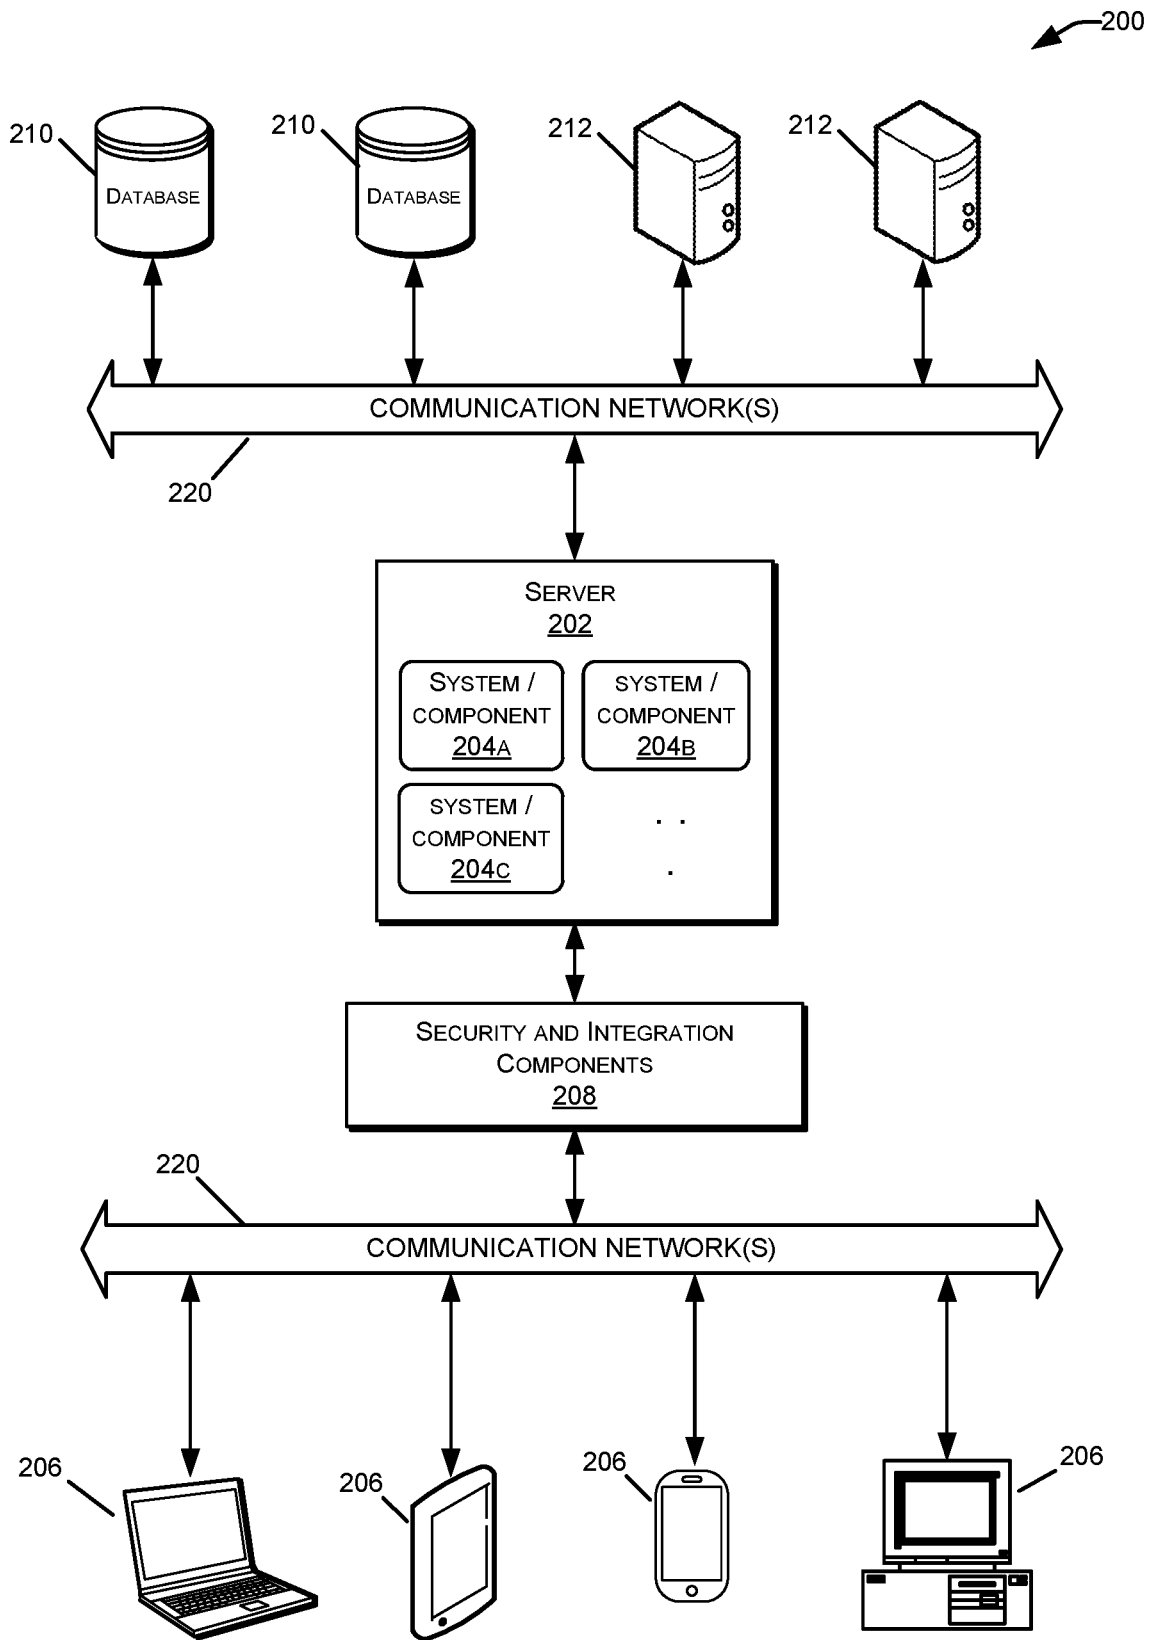 200
210
210
212
212
DATABASE
DATABASE
COMMUNICATION NETWORK(S)
220
SERVER
202
SYSTEM /
COMPONENT
204A
SYSTEM /
COMPONENT
204B
SYSTEM /
COMPONENT
204C
. .
.
SECURITY AND INTEGRATION
COMPONENTS
208
220
COMMUNICATION NETWORK(S)
206
206
206
206